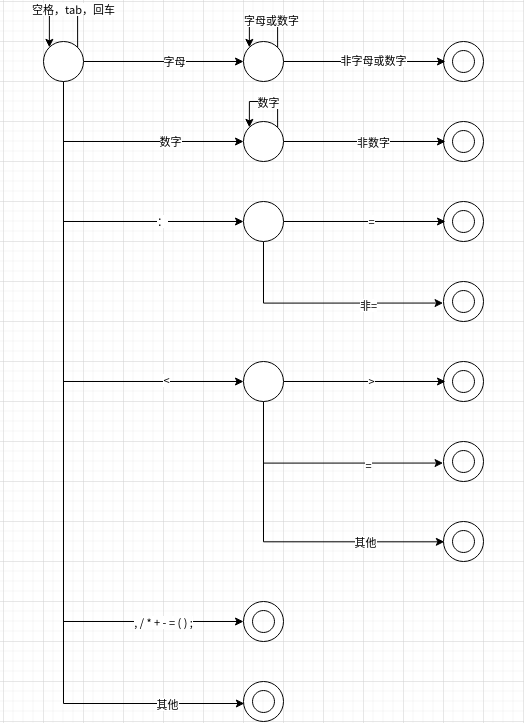 空格，tab，回车
字母或数字
字母
非字母或数字
数字
数字
非数字
:
=
非=
<
>
=
其他
, / * + - = ( ) ;
其他